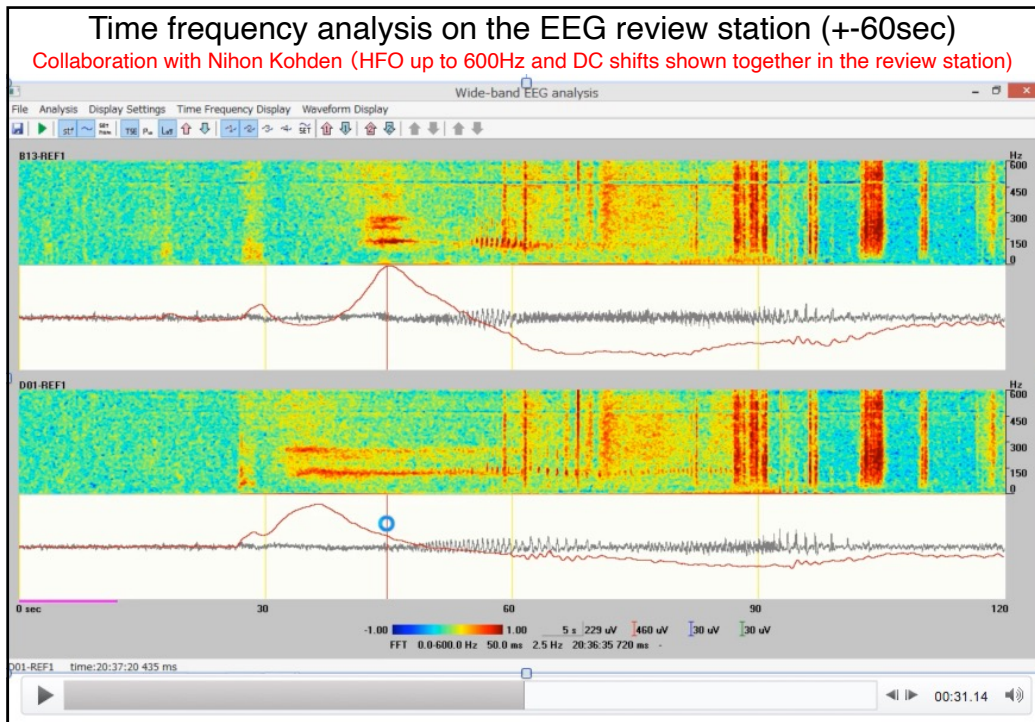 Time frequency analysis on the EEG review station (+-60sec)
Collaboration with Nihon Kohden (HFO up to 600Hz and DC shifts shown together in the review station)
Wide-band EEG analysis
File Analysis Display Settings Time Frequency Display Waveform Display
TSE
SET
B13-REF1
Hz
600
450
300
150
0
D01-REF1
Hz
600
450
300
150
0
0 sec 30 60 90 120
-1.00 1.00 5 s 229 uV 460 uV 30 uV 30 uV
FFT 0.0-600.0 Hz 50.0 ms 2.5 Hz 20:36:35 720 ms -
D01-REF1 time:20:37:20 435 ms
00:31.14